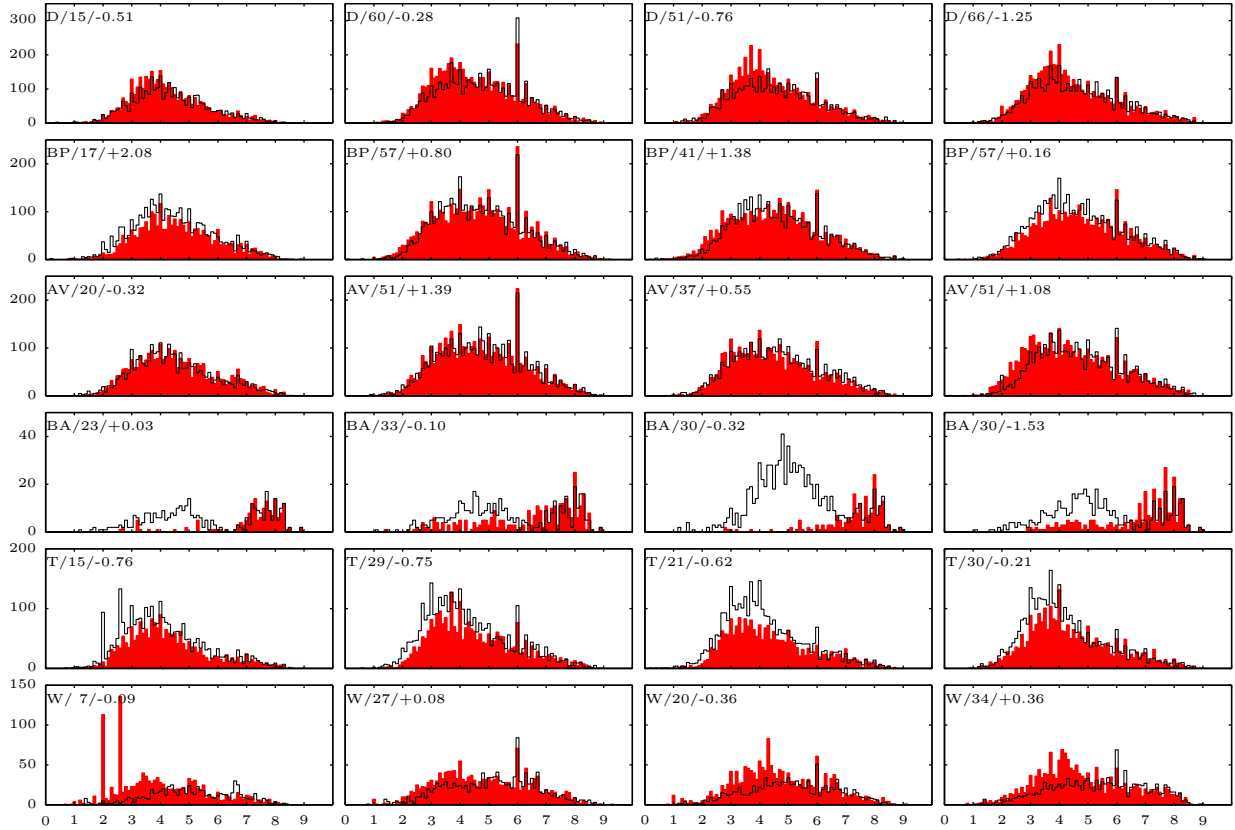 D/15/-0.51 D/60/-0.28 D/51/-0.76 D/66/-1.25
300
200
100
0
BP/17/+2.08 BP/57/+0.80 BP/41/+1.38 BP/57/+0.16
200
100
0
AV/20/-0.32 AV/51/+1.39 AV/37/+0.55 AV/51/+1.08
200
100
0
BA/23/+0.03 BA/33/-0.10 BA/30/-0.32 BA/30/-1.53
40
20
0
200
T/15/-0.76 T/29/-0.75 T/21/-0.62 T/30/-0.21
100
0
150
W/ 7/-0.09 W/27/+0.08 W/20/-0.36 W/34/+0.36
100
50
0
0 1 2 3 4 5 6 7 8 9 0 1 2 3 4 5 6 7 8 9 0 1 2 3 4 5 6 7 8 9 0 1 2 3 4 5 6 7 8 9